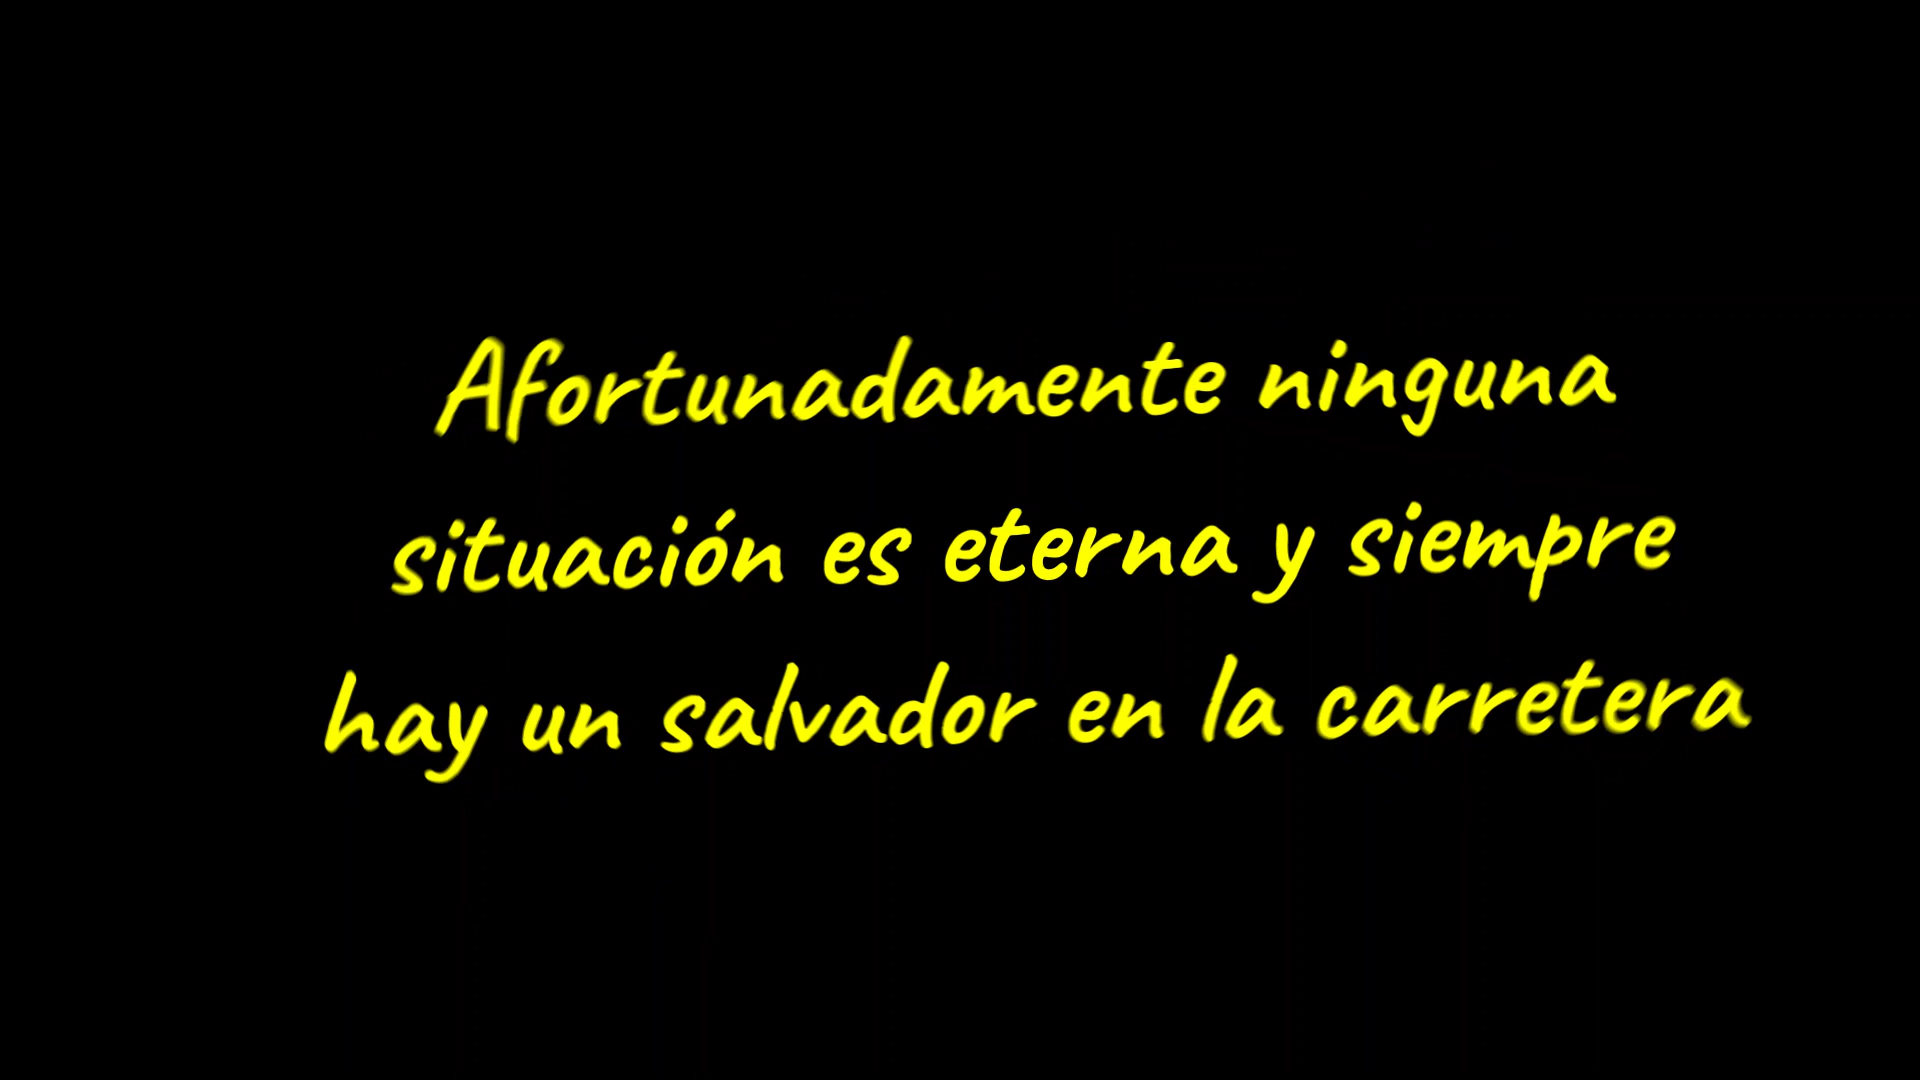 Afortunadamente ninguna
situación es eterna y siempre
hay un salvador en la carretera